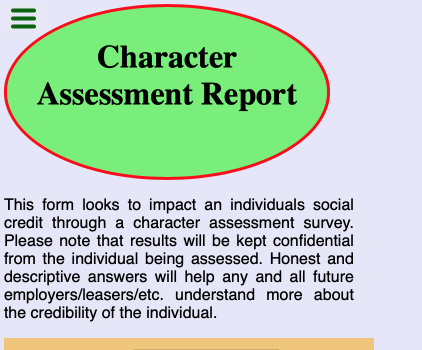 Character
Assessment Report
This form looks to impact an individuals social
credit through a character assessment survey.
Please note that results will be kept confidential
from the individual being assessed. Honest and
descriptive answers will help any and all future
employers/leasers/etc. understand more about
the credibility of the individual.